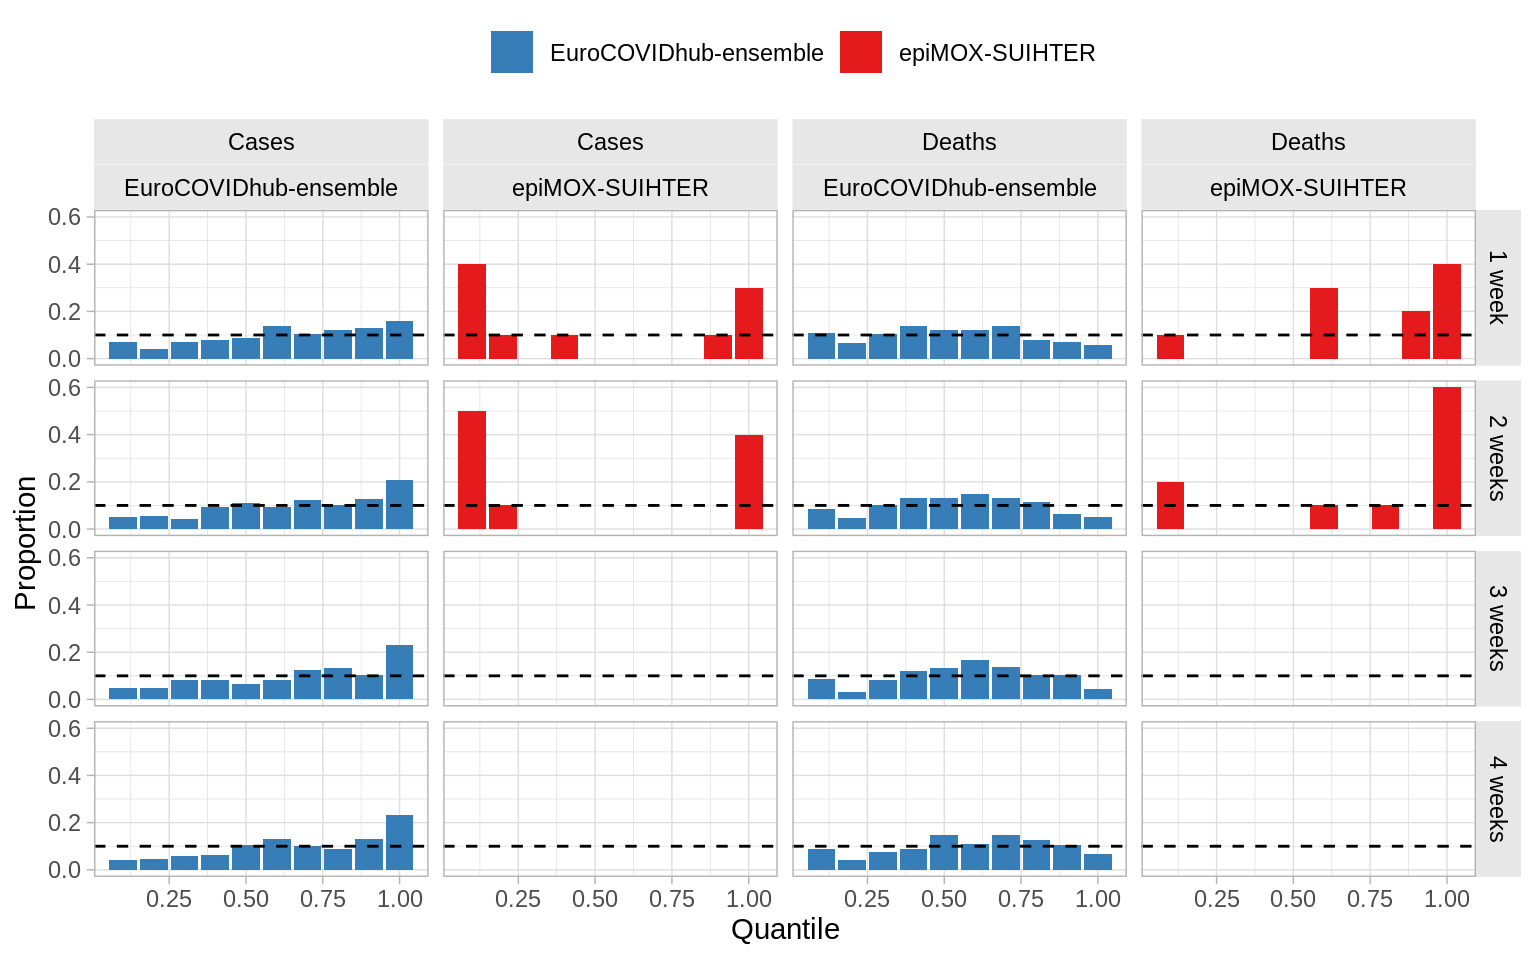 EuroCOVIDhub-ensemble epiMOX-SUIHTER
Cases Cases Deaths Deaths
EuroCOVIDhub-ensemble epiMOX-SUIHTER EuroCOVIDhub-ensemble epiMOX-SUIHTER
0.6
0.4
0.2
0.0
1 week
0.6
0.4
0.2
0.0
2 weeks
0.6
0.4
0.2
0.0
3 weeks
0.6
0.4
0.2
0.0
4 weeks
Proportion
0.25 0.50 0.75 1.00 0.25 0.50 0.75 1.00 0.25 0.50 0.75 1.00 0.25 0.50 0.75 1.00
Quantile